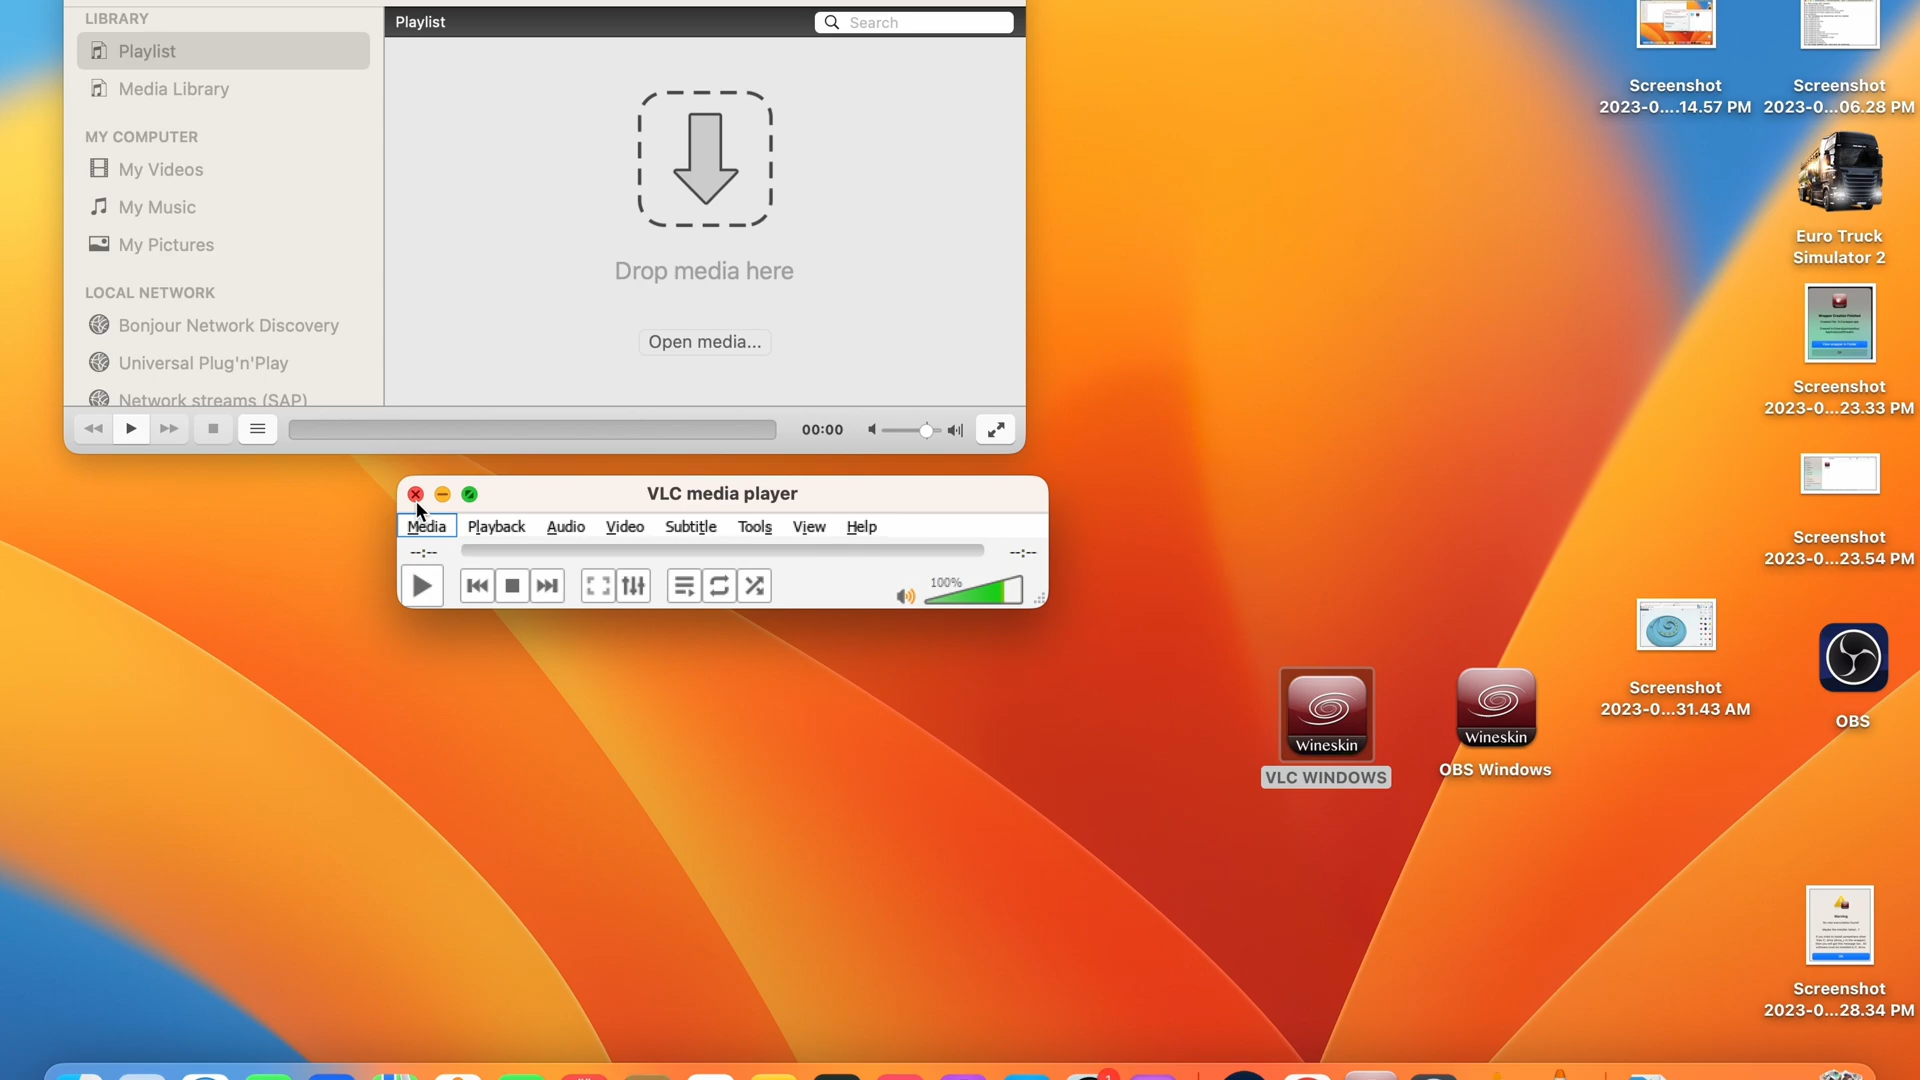 LIBRARY
Playlist
Media Library
MY COMPUTER
My Videos
My Music
My Pictures
LOCAL NETWORK
Bonjour Network Discovery
Universal Plug'n'Play
Network streams (SAP)
Playlist
Search
Drop media here
Open media...
00:00
VLC media player
Media Playback Audio Video Subtitle Tools View Help
--:-- --:--
100%
Wineskin
VLC WINDOWS
Wineskin
OBS Windows
Screenshot
2023-0....14.57 PM
Screenshot
2023-0...06.28 PM
Euro Truck
Simulator 2
Screenshot
2023-0...23.33 PM
Screenshot
2023-0...23.54 PM
Screenshot
2023-0...31.43 AM
OBS
Screenshot
2023-0...28.34 PM
1